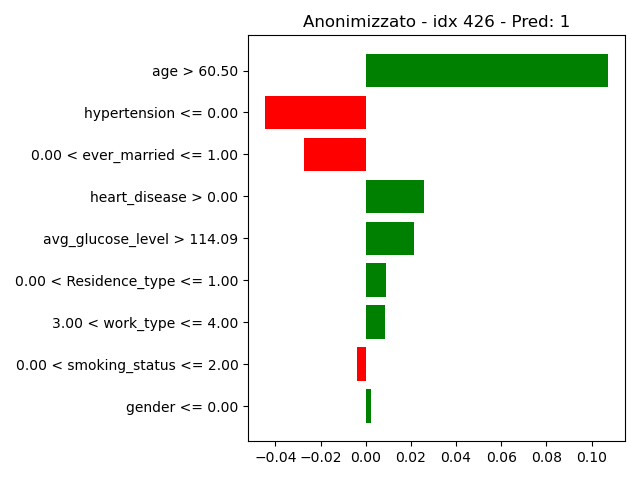 Anonimizzato - idx 426 - Pred: 1
age > 60.50
hypertension <= 0.00
0.00 < ever_married <= 1.00
heart_disease > 0.00
avg_glucose_level > 114.09
0.00 < Residence_type <= 1.00
3.00 < work_type <= 4.00
0.00 < smoking_status <= 2.00
gender <= 0.00
−0.04 −0.02 0.00 0.02 0.04 0.06 0.08 0.10